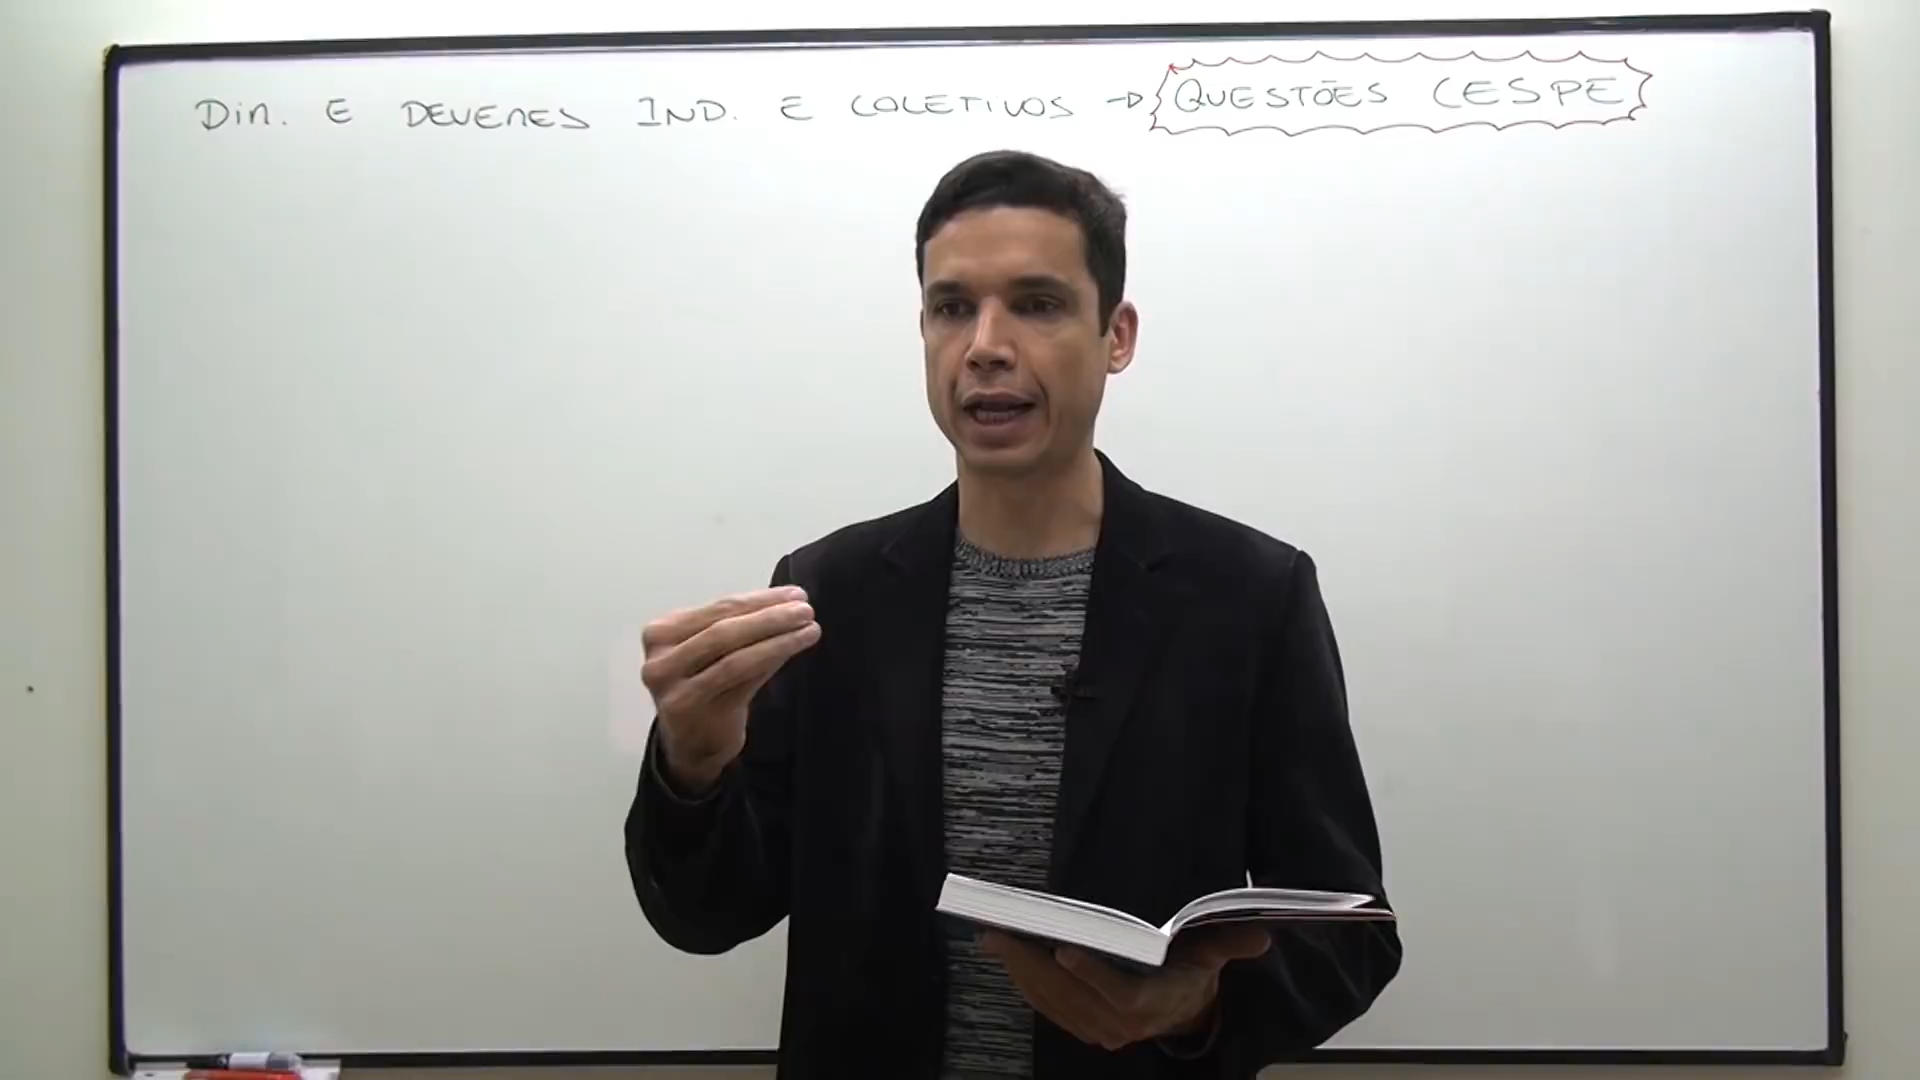 Dir. E DEVERES IND. E COLETIVOS → QUESTÕES CESPE